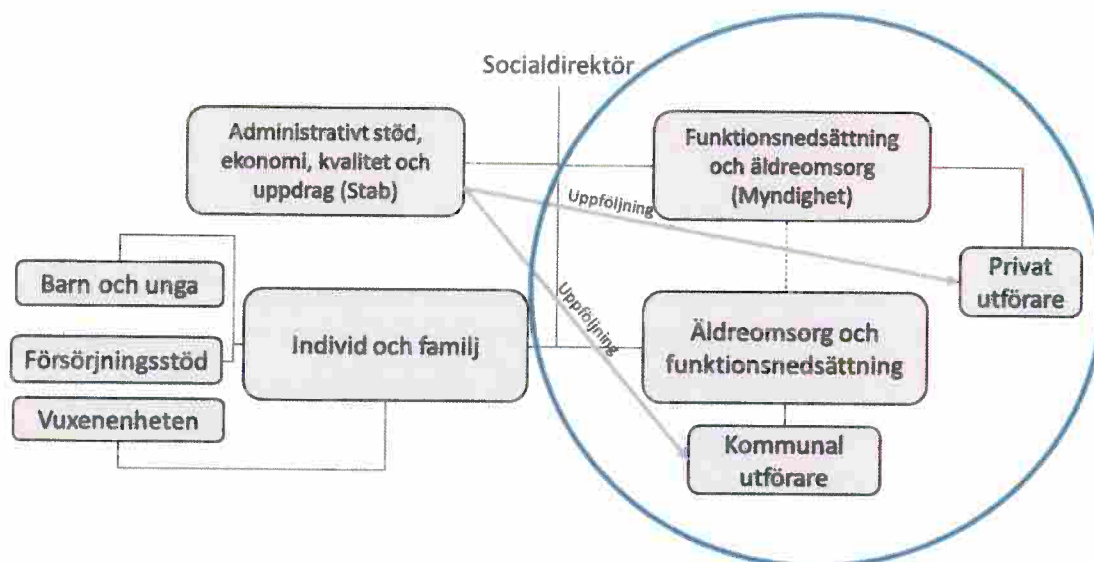 Socialdirektör
Administrativt stöd,
ekonomi, kvalitet och
uppdrag (Stab)
Funktionsnedsättning
och äldreomsorg
(Myndighet)
Uppföljning
Uppföljning
Privat
utförare
Barn och unga
Försörjningsstöd
Vuxenenheten
Individ och familj
Äldreomsorg och
funktionsnedsättning
Kommunal
utförare